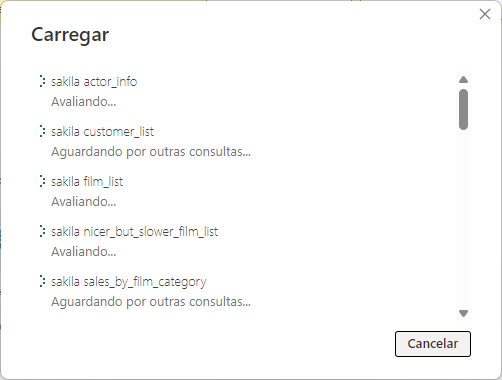 Carregar
sakila actor_info
Avaliando...
sakila customer_list
Aguardando por outras consultas...
sakila film_list
Avaliando...
sakila nicer_but_slower_film_list
Avaliando...
sakila sales_by_film_category
Aguardando por outras consultas...
Cancelar